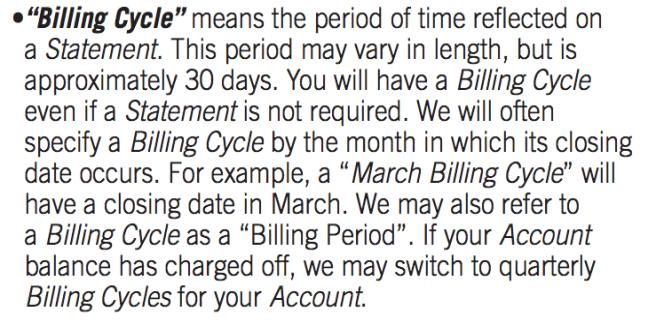 •“Billing Cycle” means the period of time reflected on
a Statement. This period may vary in length, but is
approximately 30 days. You will have a Billing Cycle
even if a Statement is not required. We will often
specify a Billing Cycle by the month in which its closing
date occurs. For example, a “March Billing Cycle” will
have a closing date in March. We may also refer to
a Billing Cycle as a “Billing Period”. If your Account
balance has charged off, we may switch to quarterly
Billing Cycles for your Account.